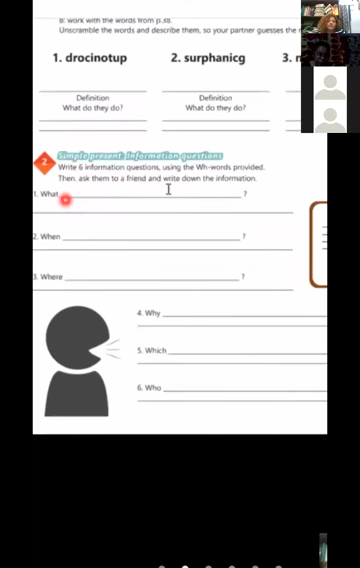 B: work with the words from p.38.
Unscramble the words and describe them, so your partner guesses the
1. drocinotup
2. surphanicg
3.
Definition
What do they do?
Definition
What do they do?
2
Simple present: Information questions
Write 6 information questions, using the Wh-words provided.
Then, ask them to a friend and write down the information.
1. What ?
2. When ?
3. Where ?
4. Why
5. Which
6. Who